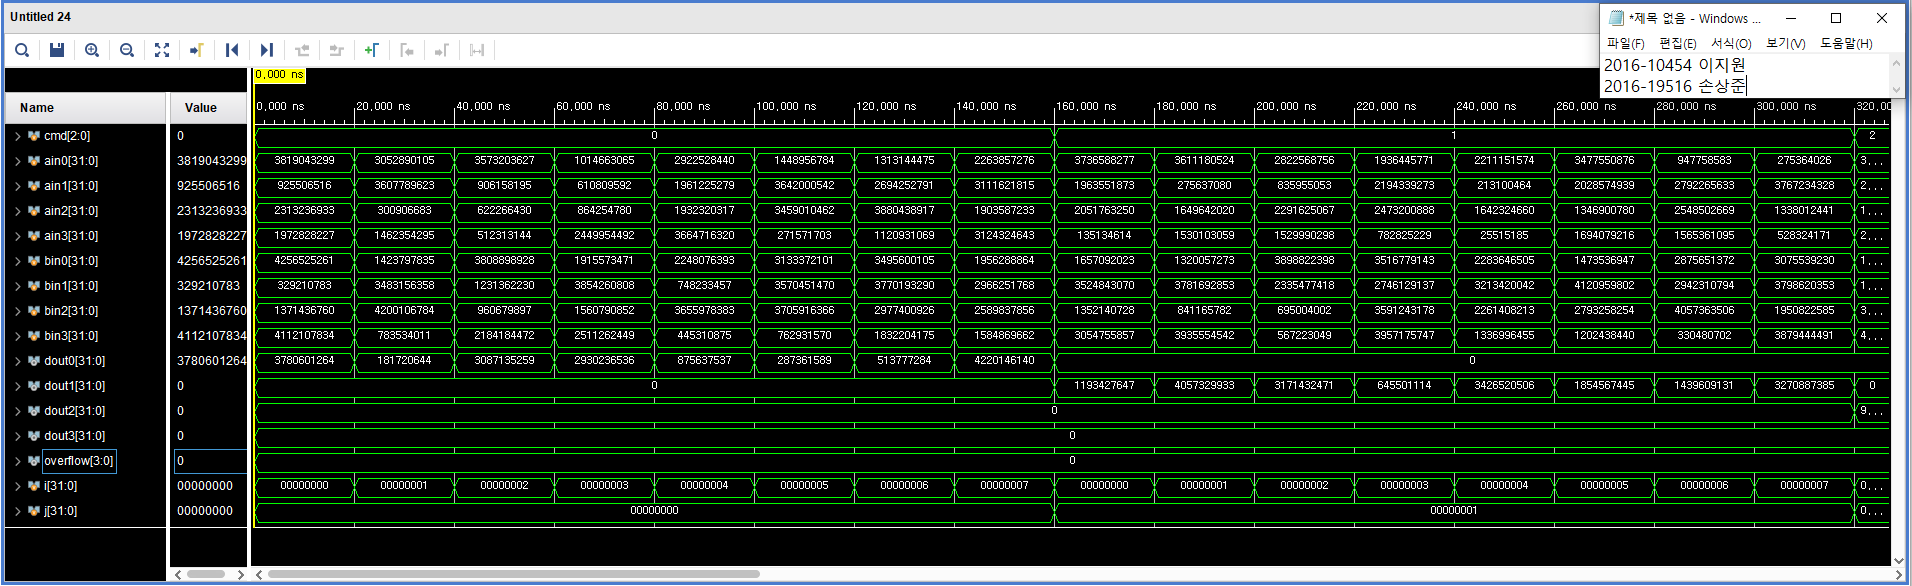 Untitled 24
*제목 없음 - Windows ...
파일(F) 편집(E) 서식(O) 보기(V) 도움말(H)
2016-10454 이지원
2016-19516 손상준
0,000 ns
Name Value
0,000 ns 20,000 ns 40,000 ns 60,000 ns 80,000 ns 100,000 ns 120,000 ns 140,000 ns 160,000 ns 180,000 ns 200,000 ns 220,000 ns 240,000 ns 260,000 ns 280,000 ns 300,000 ns 320,0
cmd[2:0] 0 0 1 2
ain0[31:0] 3819043299 3819043299 3052890105 3573203627 1014663065 2922528440 1448956784 1313144475 2263857276 3736588277 3611180524 2822568756 1936445771 2211151574 3477550876 947758583 275364026 3...
ain1[31:0] 925506516 925506516 3607789623 906158195 610809592 1961225279 3642000542 2694252791 3111621815 1963551873 275637080 835955053 2194339273 213100464 2028574939 2792265633 3767234328 2...
ain2[31:0] 2313236933 2313236933 300906683 622266430 864254780 1932320317 3459010462 3880438917 1903587233 2051763250 1649642020 2291625067 2473200888 1642324660 1346900780 2548502669 1338012441 1...
ain3[31:0] 1972828227 1972828227 1462354295 512313144 2449954492 3664716320 271571703 1120931069 3124324643 135134614 1530103059 1529990298 782825229 25515185 1694079216 1565361095 528324171 2...
bin0[31:0] 4256525261 4256525261 1423797835 3808898928 1915573471 2248076393 3133372101 3495600105 1956288864 1657092023 1320057273 3898822398 3516779143 2283646505 1473536947 2875651372 3075539230 1...
bin1[31:0] 329210783 329210783 3483156358 1231362230 3854260808 748233457 3570451470 3770193290 2966251768 3524843070 3781692853 2335477418 2746129137 3213420042 4120959802 2942310794 3798620353 1...
bin2[31:0] 1371436760 1371436760 4200106784 960679897 1560790852 3655978383 3705916366 2977400926 2589837856 1352140728 841165782 695004002 3591243178 2261408213 2793258254 4057363506 1950822585 3...
bin3[31:0] 4112107834 4112107834 783534011 2184184472 2511262449 445310875 762931570 1832204175 1584869662 3054755857 3935554542 567223049 3957175747 1336996455 1202438440 330480702 3879444491 4...
dout0[31:0] 3780601264 3780601264 181720644 3087135259 2930236536 875637537 287361589 513777284 4220146140 0
dout1[31:0] 0 0 1193427647 4057329933 3171432471 645501114 3426520506 1854567445 1439609131 3270887385 0
dout2[31:0] 0 0 9...
dout3[31:0] 0 0
overflow[3:0] 0 0
i[31:0] 00000000 00000000 00000001 00000002 00000003 00000004 00000005 00000006 00000007 00000000 00000001 00000002 00000003 00000004 00000005 00000006 00000007 0...
j[31:0] 00000000 00000000 00000001 0...